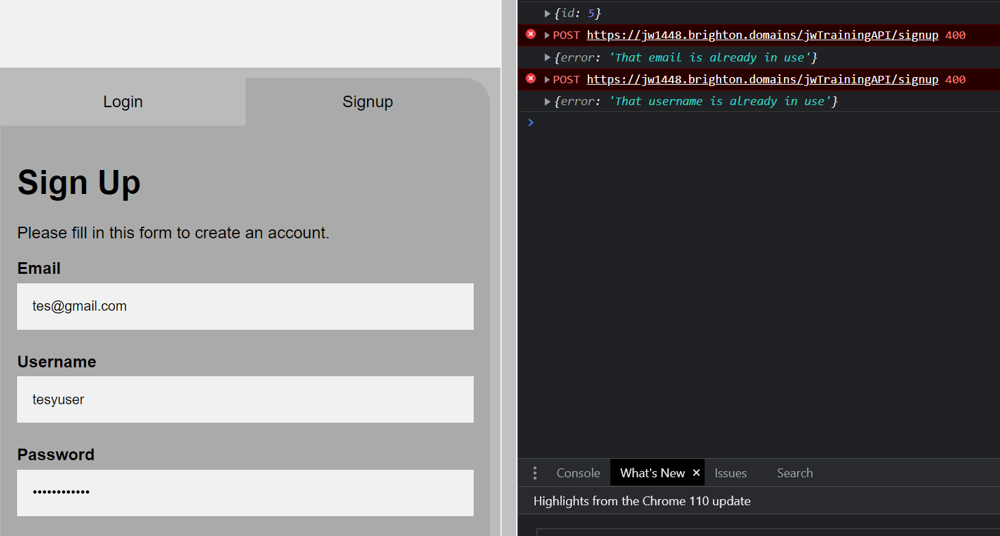 Login
Signup
Sign Up
Please fill in this form to create an account.
Email
tes@gmail.com
Username
tesyuser
Password
••••••••••••
{id: 5}
POST https://jw1448.brighton.domains/jwTrainingAPI/signup 400
{error: 'That email is already in use'}
POST https://jw1448.brighton.domains/jwTrainingAPI/signup 400
{error: 'That username is already in use'}
Console
What's New
Issues
Search
Highlights from the Chrome 110 update